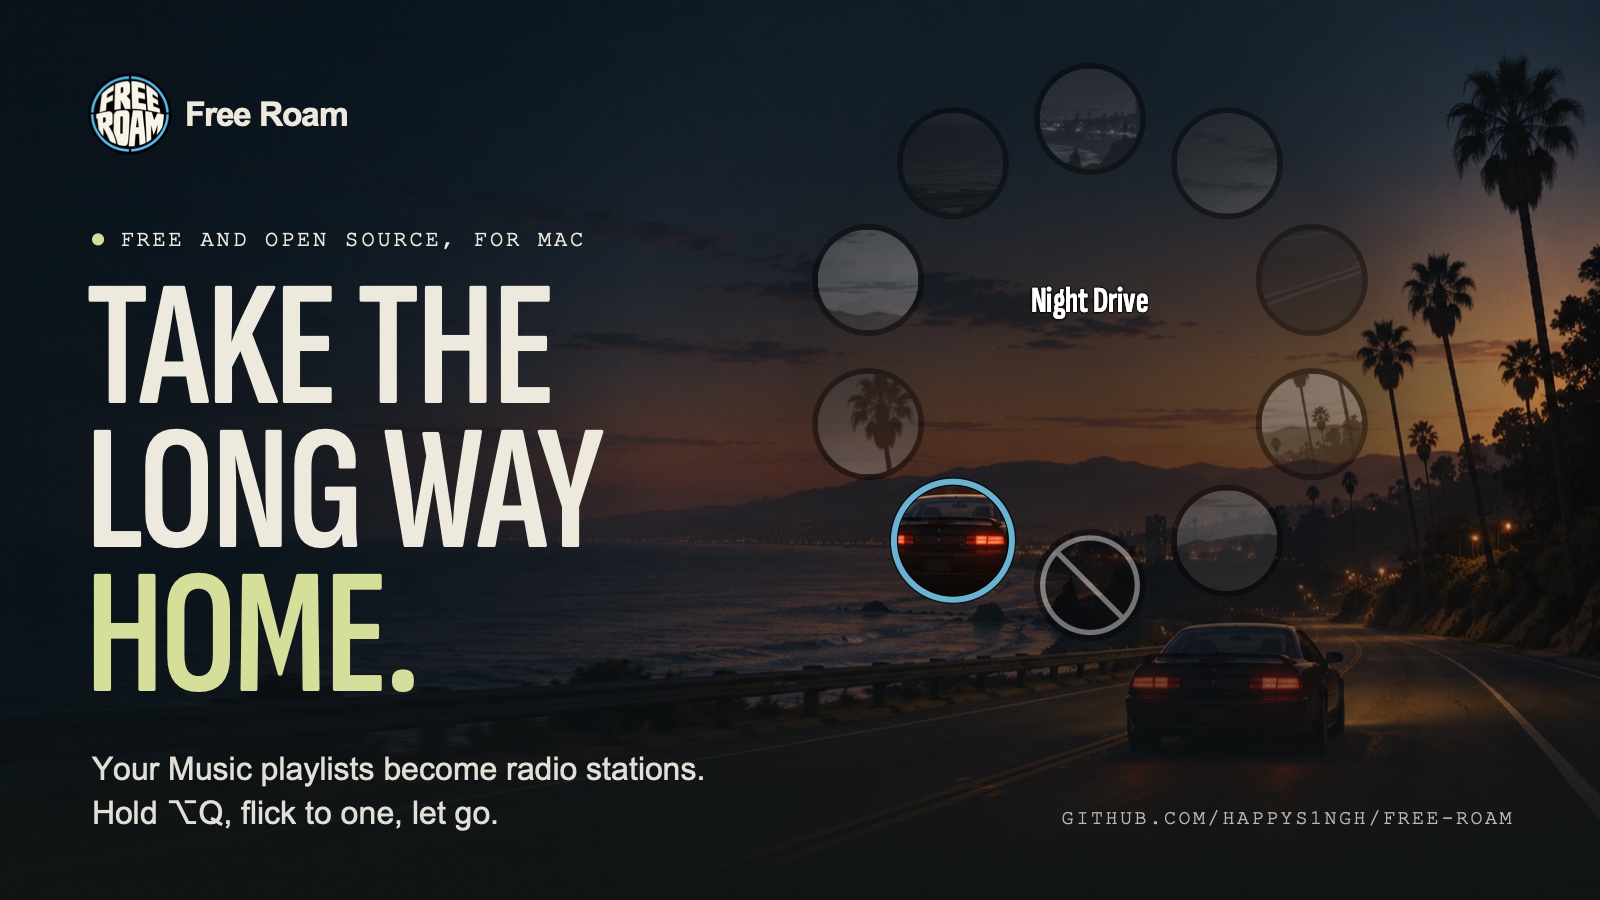 FREE ROAM
Free Roam
FREE AND OPEN SOURCE, FOR MAC
TAKE THE
LONG WAY
HOME.
Night Drive
Your Music playlists become radio stations.
Hold ⌥Q, flick to one, let go.
GITHUB.COM/HAPPYS1NGH/FREE-ROAM